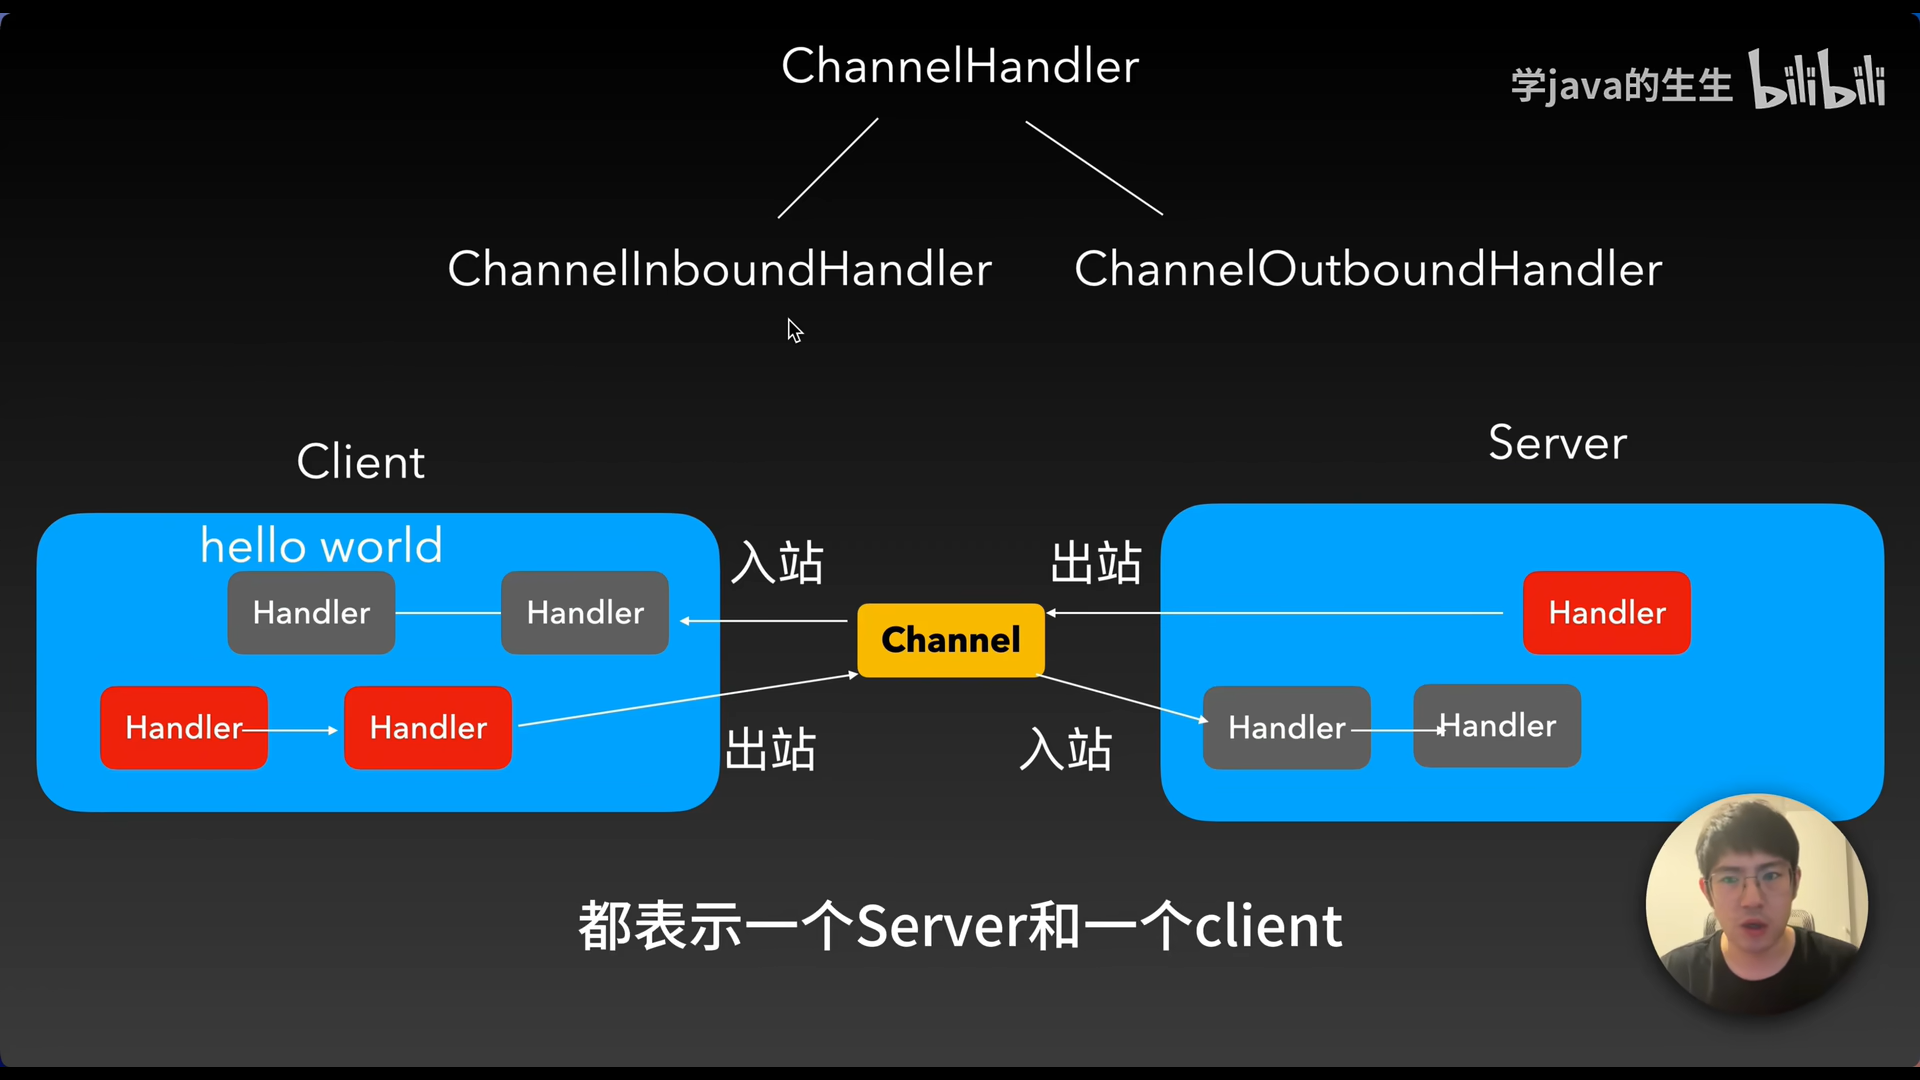 ChannelHandler
学java的生生 bilibili
ChannelInboundHandler
ChannelOutboundHandler
Client
Server
hello world
入站
出站
Handler
Handler
Channel
Handler
Handler
Handler
出站
入站
Handler
Handler
都表示一个Server和一个client